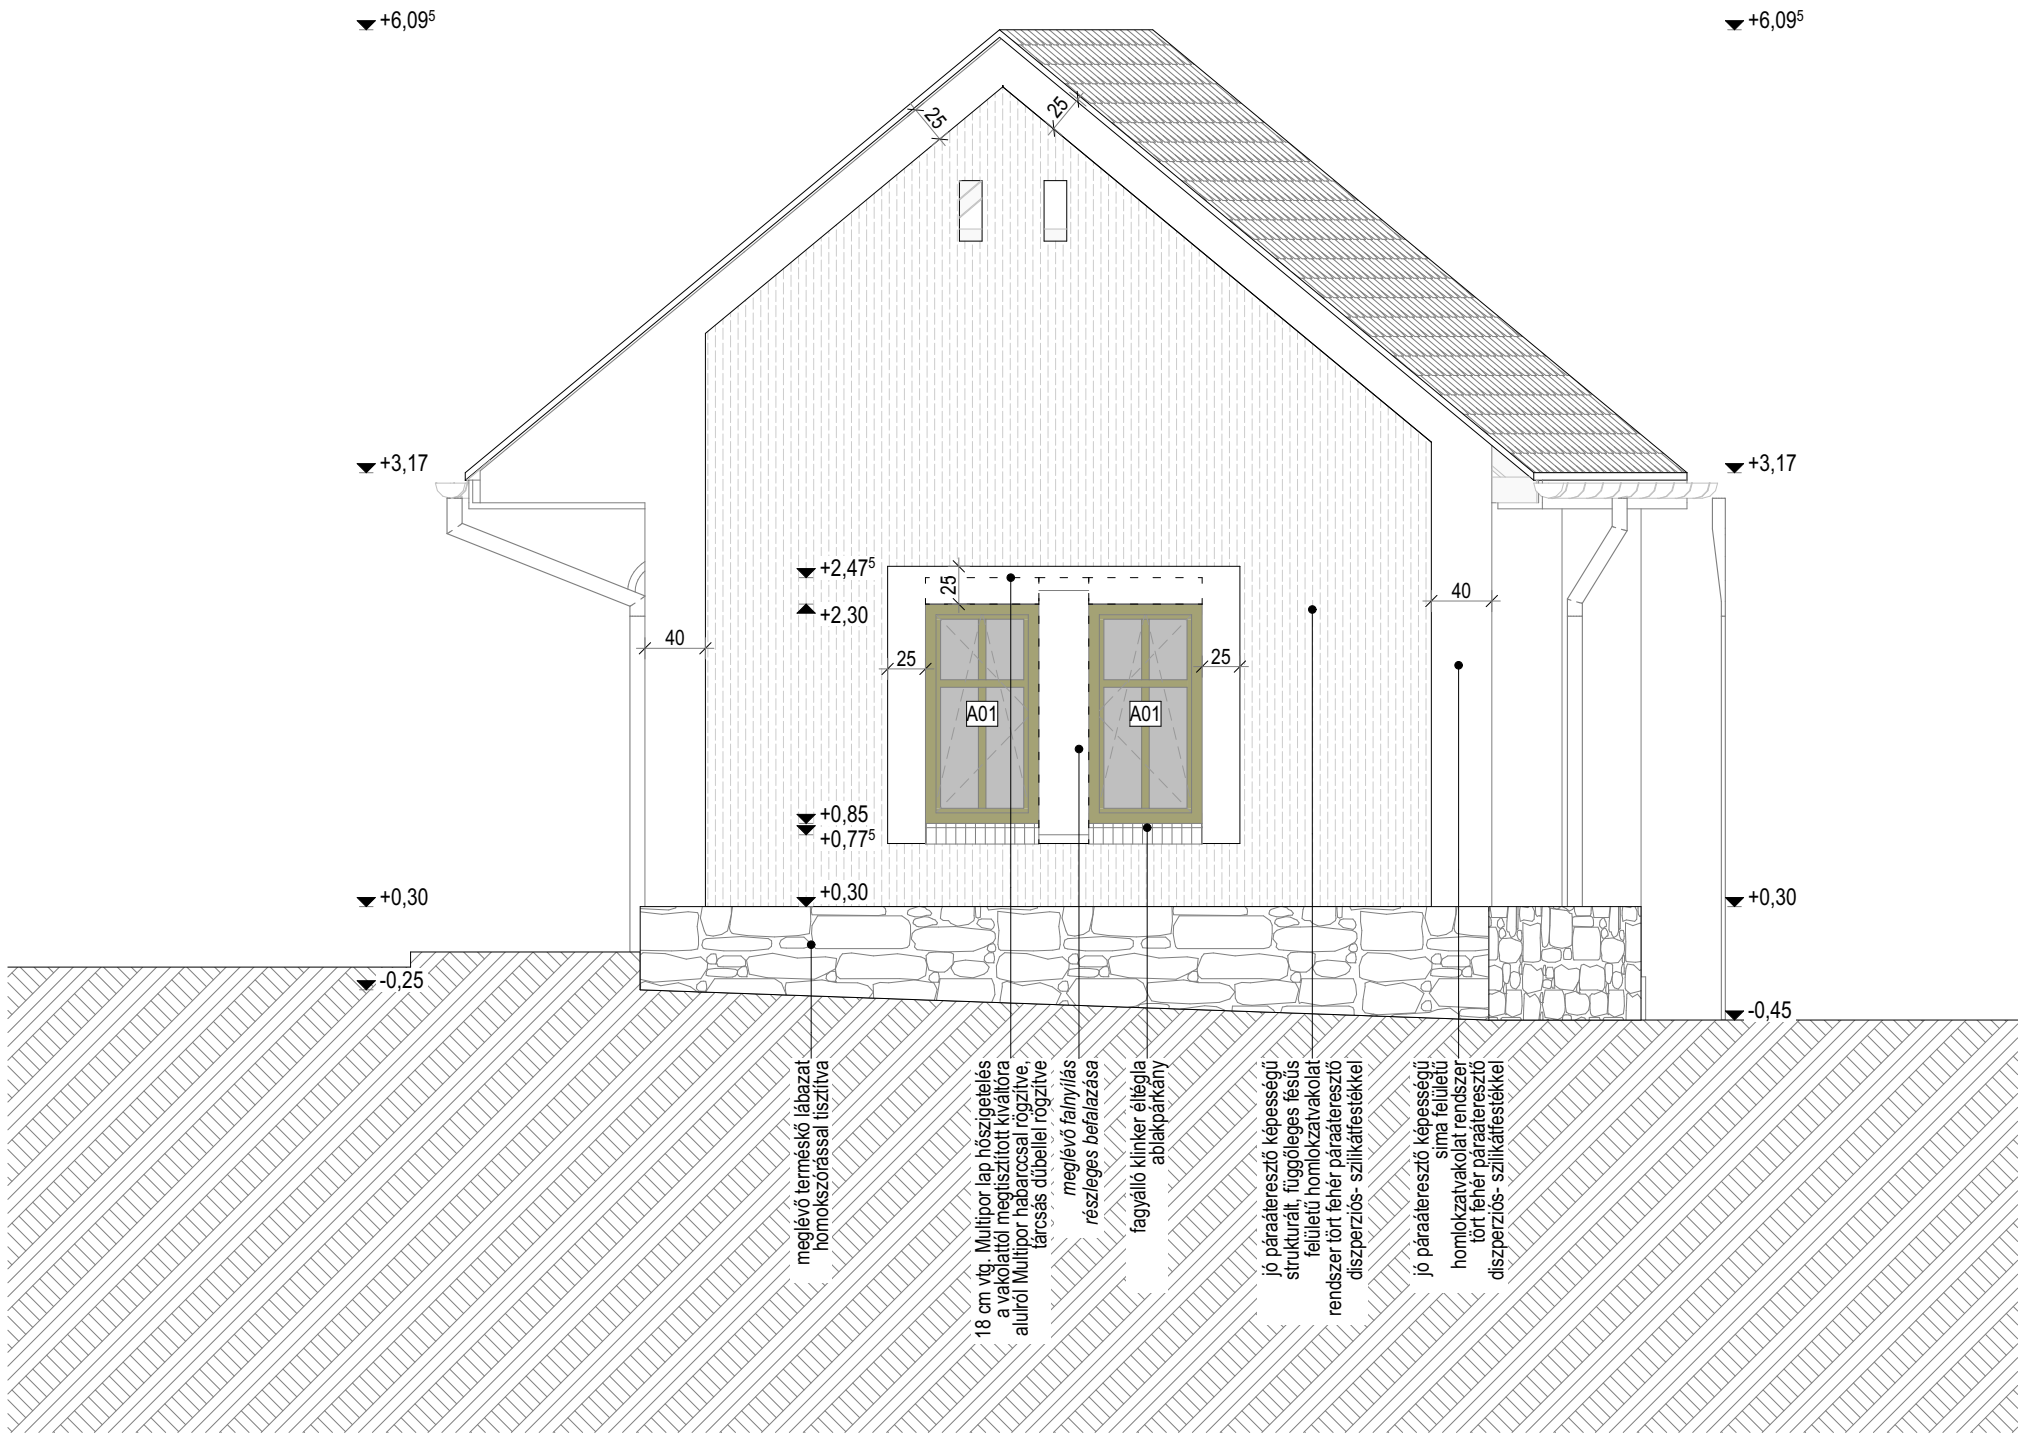 +6,09⁵
+6,09⁵
25
25
+3,17
+3,17
+2,47⁵
25
+2,30
40
40
25
25
A01
A01
+0,85
+0,77⁵
+0,30
+0,30
+0,30
-0,25
-0,45
meglévő terméskő lábazat
homokszórással tisztítva
18 cm vtg. Multipor lap hőszigetelés
a vakolattól megtisztított kiváltóra
alulról Multipor habarccsal rögzítve,
tárcsás dübellel rögzítve
meglévő falnyílás
részleges befalazása
fagyálló klinker éltégla
ablakpárkány
jó páraáteresztő képességű
strukturált, függőleges fésűs
felületű homlokzatvakolat
rendszer tört fehér páraáteresztő
diszperziós- szilikátfestékkel
jó páraáteresztő képességű
sima felületű
homlokzatvakolat rendszer
tört fehér páraáteresztő
diszperziós- szilikátfestékkel